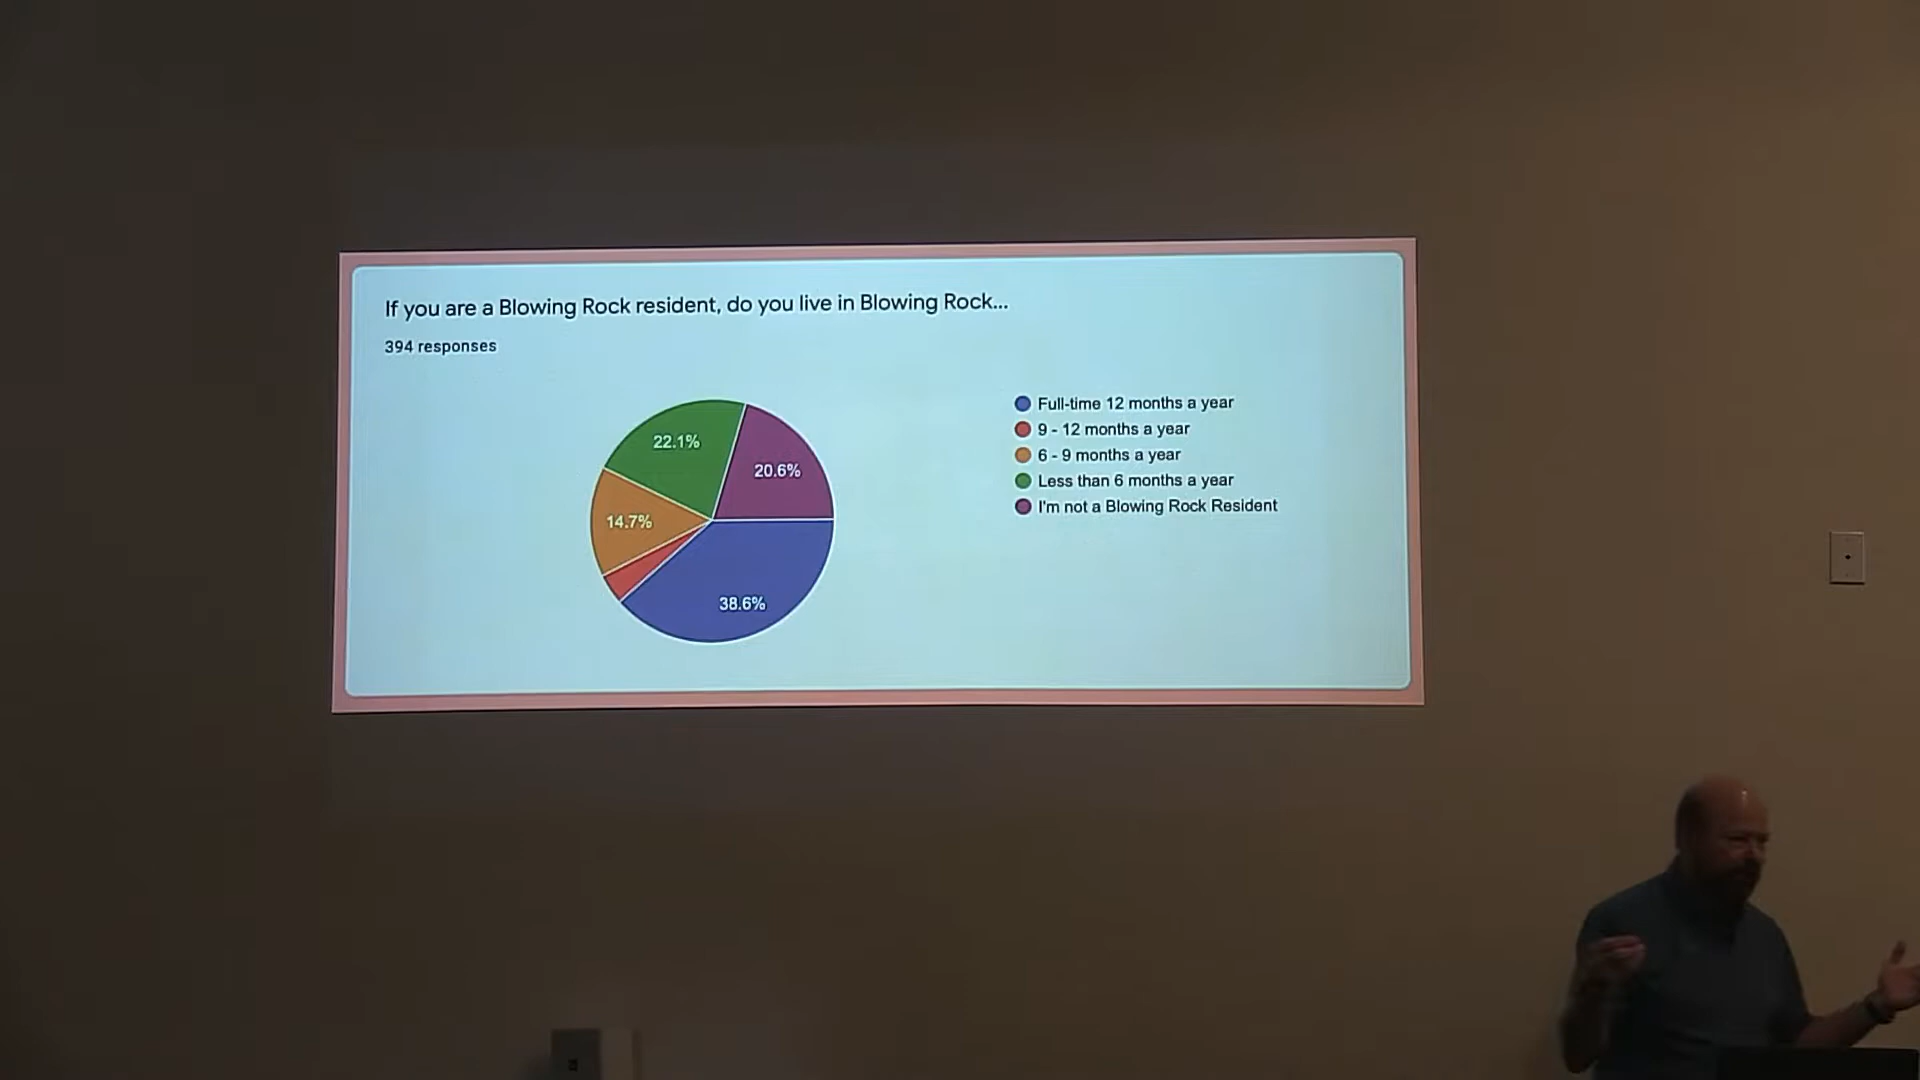 If you are a Blowing Rock resident, do you live in Blowing Rock...
394 responses
22.1%
20.6%
14.7%
38.6%
Full-time 12 months a year
9 - 12 months a year
6 - 9 months a year
Less than 6 months a year
I'm not a Blowing Rock Resident